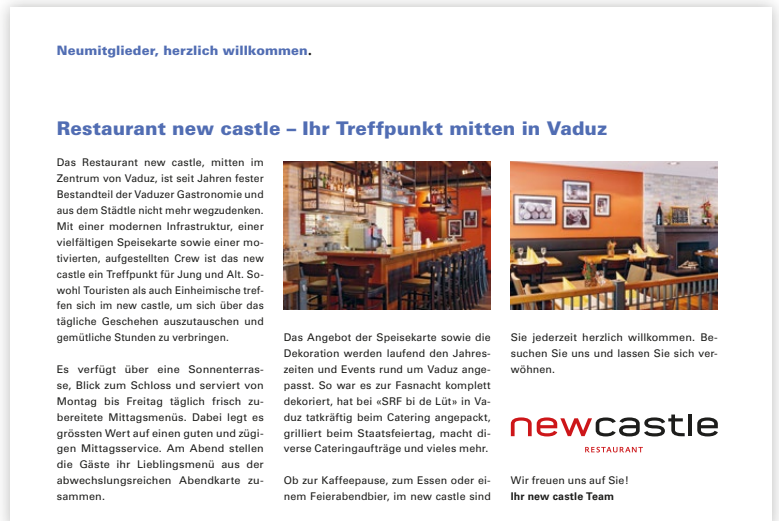 Neumitglieder, herzlich willkommen.
Restaurant new castle – Ihr Treffpunkt mitten in Vaduz
Das Restaurant new castle, mitten im
Zentrum von Vaduz, ist seit Jahren fester
Bestandteil der Vaduzer Gastronomie und
aus dem Städtle nicht mehr wegzudenken.
Mit einer modernen Infrastruktur, einer
vielfältigen Speisekarte sowie einer mo-
tivierten, aufgestellten Crew ist das new
castle ein Treffpunkt für Jung und Alt. So-
wohl Touristen als auch Einheimische tref-
fen sich im new castle, um sich über das
tägliche Geschehen auszutauschen und
gemütliche Stunden zu verbringen.
Es verfügt über eine Sonnenterras-
se, Blick zum Schloss und serviert von
Montag bis Freitag täglich frisch zu-
bereitete Mittagsmenüs. Dabei legt es
grössten Wert auf einen guten und zügi-
gen Mittagsservice. Am Abend stellen
die Gäste ihr Lieblingsmenü aus der
abwechslungsreichen Abendkarte zu-
sammen.
Das Angebot der Speisekarte sowie die
Dekoration werden laufend den Jahres-
zeiten und Events rund um Vaduz ange-
passt. So war es zur Fasnacht komplett
dekoriert, hat bei «SRF bi de Lüt» in Va-
duz tatkräftig beim Catering angepackt,
grilliert beim Staatsfeiertag, macht di-
verse Cateringaufträge und vieles mehr.
Ob zur Kaffeepause, zum Essen oder ei-
nem Feierabendbier, im new castle sind
Sie jederzeit herzlich willkommen. Be-
suchen Sie uns und lassen Sie sich ver-
wöhnen.
newcastle
RESTAURANT
Wir freuen uns auf Sie!
Ihr new castle Team